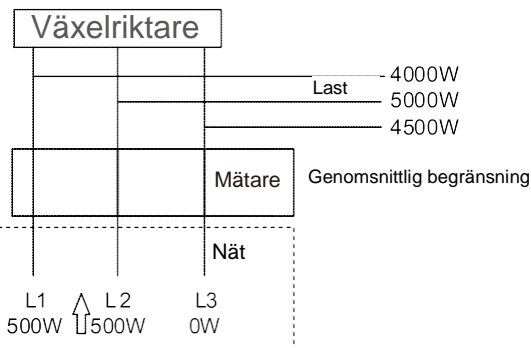 Växelriktare
4000W
Last
5000W
4500W
Mätare
Genomsnittlig begränsning
Nät
L1 L2 L3
500W 500W 0W